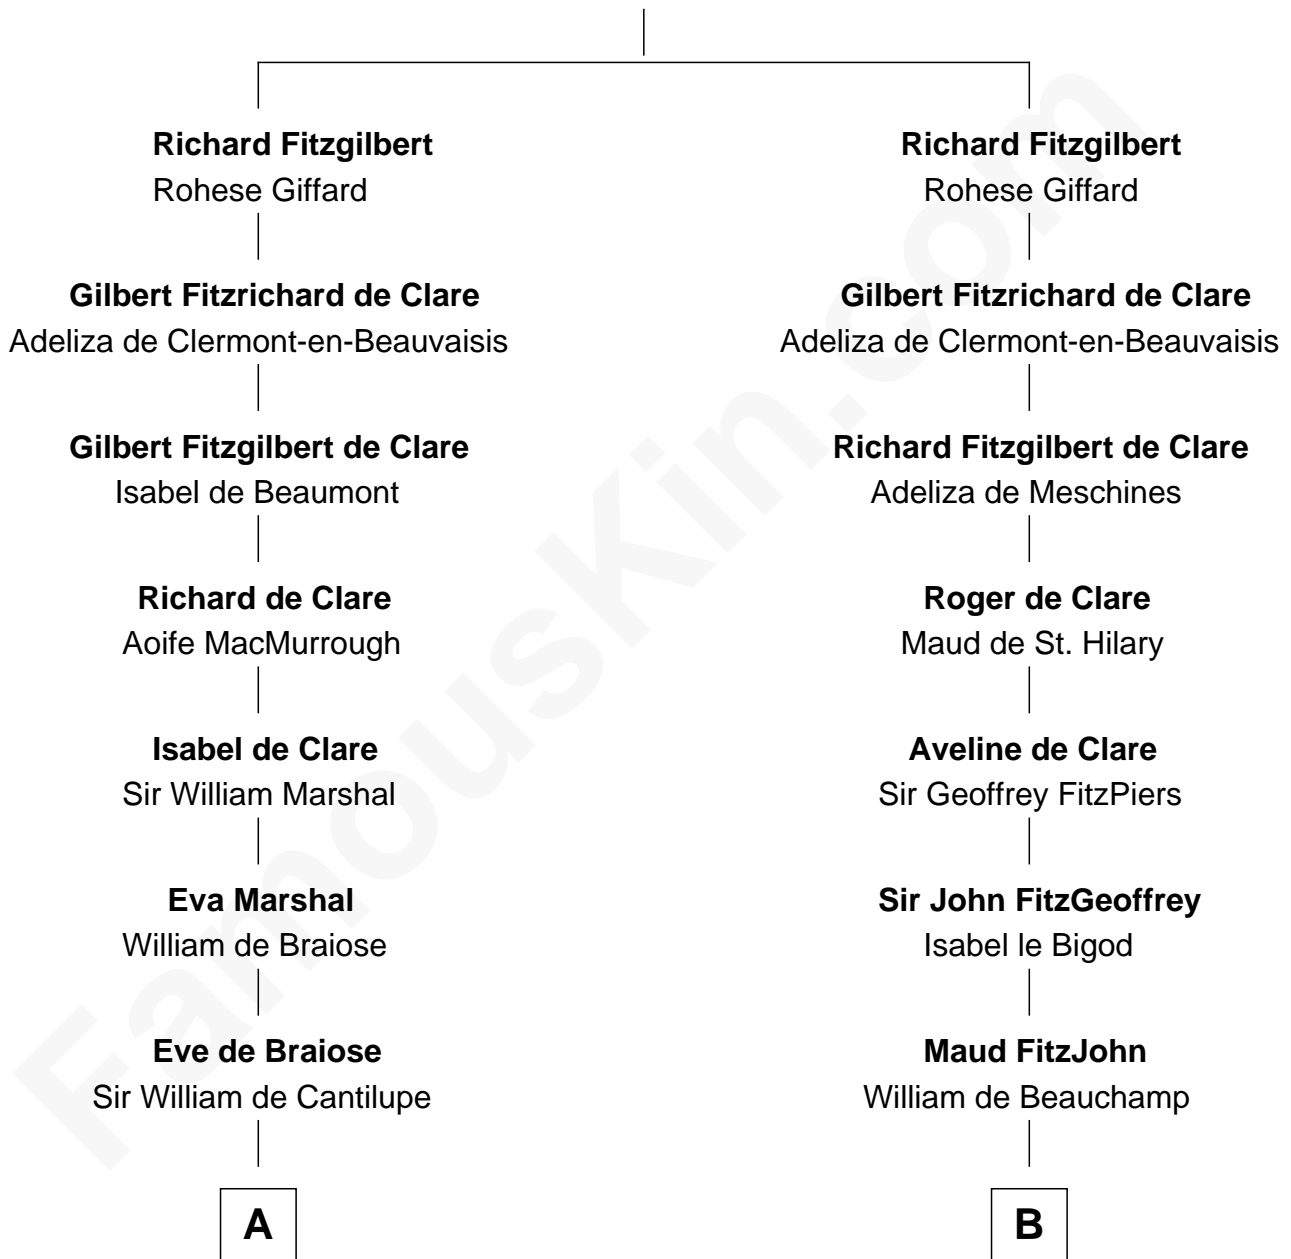 Richard Fitzgilbert
Rohese Giffard
Gilbert Fitzrichard de Clare
Adeliza de Clermont-en-Beauvaisis
Gilbert Fitzgilbert de Clare
Isabel de Beaumont
Richard de Clare
Aoife MacMurrough
Isabel de Clare
Sir William Marshal
Eva Marshal
William de Braiose
Eve de Braiose
Sir William de Cantilupe
A
Richard Fitzgilbert
Rohese Giffard
Gilbert Fitzrichard de Clare
Adeliza de Clermont-en-Beauvaisis
Richard Fitzgilbert de Clare
Adeliza de Meschines
Roger de Clare
Maud de St. Hilary
Aveline de Clare
Sir Geoffrey FitzPiers
Sir John FitzGeoffrey
Isabel le Bigod
Maud FitzJohn
William de Beauchamp
B
FamousKin.com